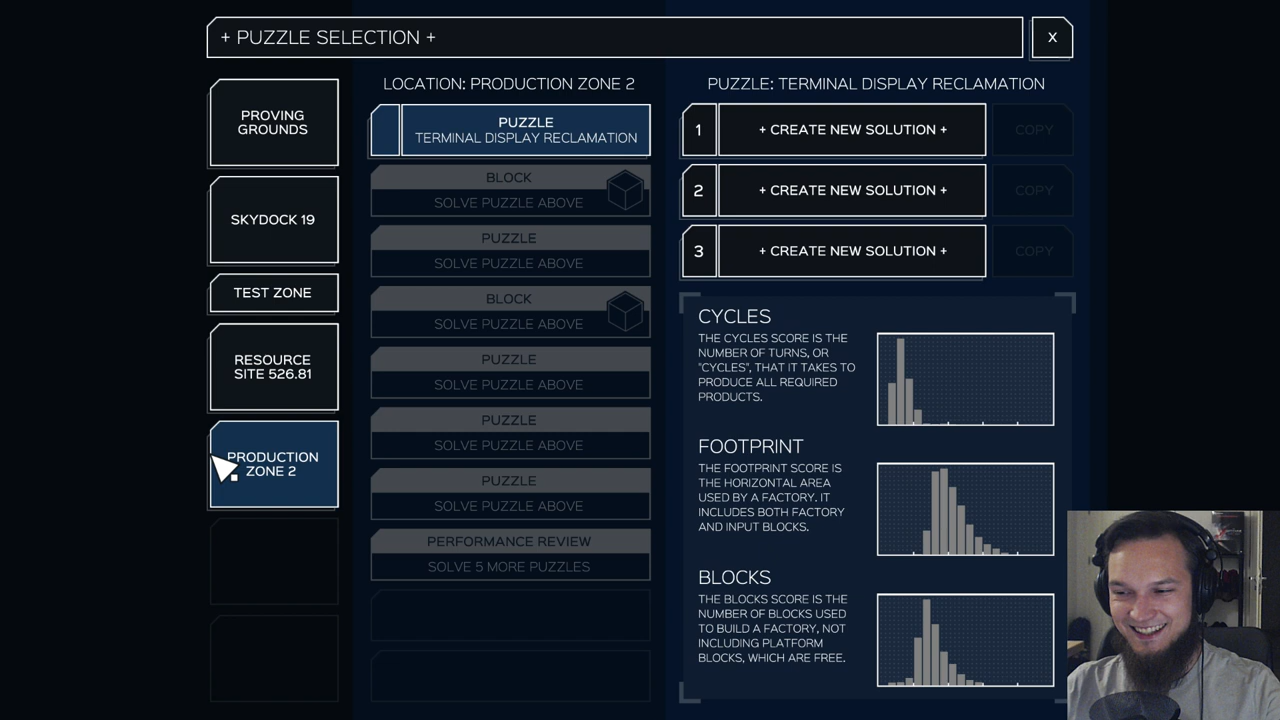 + PUZZLE SELECTION +
X
PROVING
GROUNDS
SKYDOCK 19
TEST ZONE
RESOURCE
SITE 526.81
PRODUCTION
ZONE 2
LOCATION: PRODUCTION ZONE 2
PUZZLE
TERMINAL DISPLAY RECLAMATION
BLOCK
SOLVE PUZZLE ABOVE
PUZZLE
SOLVE PUZZLE ABOVE
BLOCK
SOLVE PUZZLE ABOVE
PUZZLE
SOLVE PUZZLE ABOVE
PUZZLE
SOLVE PUZZLE ABOVE
PUZZLE
SOLVE PUZZLE ABOVE
PERFORMANCE REVIEW
SOLVE 5 MORE PUZZLES
PUZZLE: TERMINAL DISPLAY RECLAMATION
1 + CREATE NEW SOLUTION + COPY
2 + CREATE NEW SOLUTION + COPY
3 + CREATE NEW SOLUTION + COPY
CYCLES
THE CYCLES SCORE IS THE
NUMBER OF TURNS, OR
"CYCLES", THAT IT TAKES TO
PRODUCE ALL REQUIRED
PRODUCTS.
FOOTPRINT
THE FOOTPRINT SCORE IS
THE HORIZONTAL AREA
USED BY A FACTORY. IT
INCLUDES BOTH FACTORY
AND INPUT BLOCKS.
BLOCKS
THE BLOCKS SCORE IS THE
NUMBER OF BLOCKS USED
TO BUILD A FACTORY, NOT
INCLUDING PLATFORM
BLOCKS, WHICH ARE FREE.